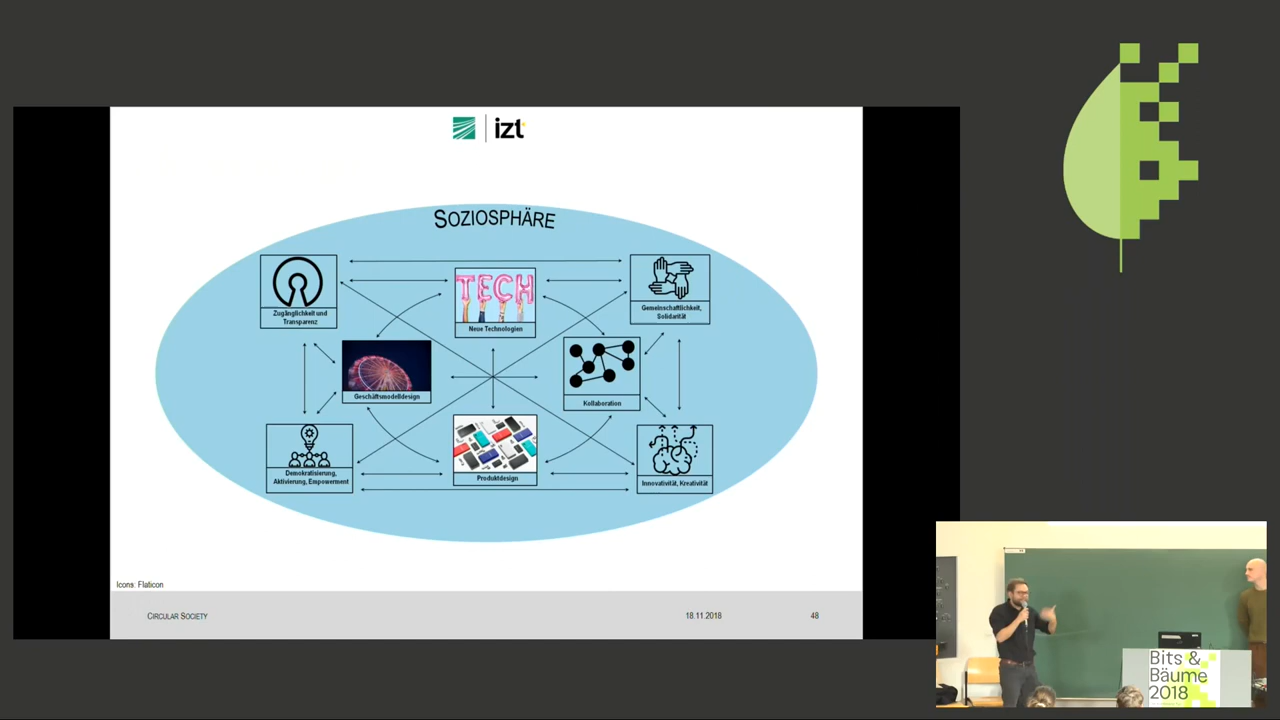 izt
SOZIOSPHÄRE
Zugänglichkeit und
Transparenz
TECH
Neue Technologien
Gemeinschaftlichkeit,
Solidarität
Geschäftsmodelldesign
Kollaboration
Demokratisierung,
Aktivierung, Empowerment
Produktdesign
Innovativität, Kreativität
Icons: Flaticon
CIRCULAR SOCIETY
18.11.2018
48
Bits &
Bäume
2018